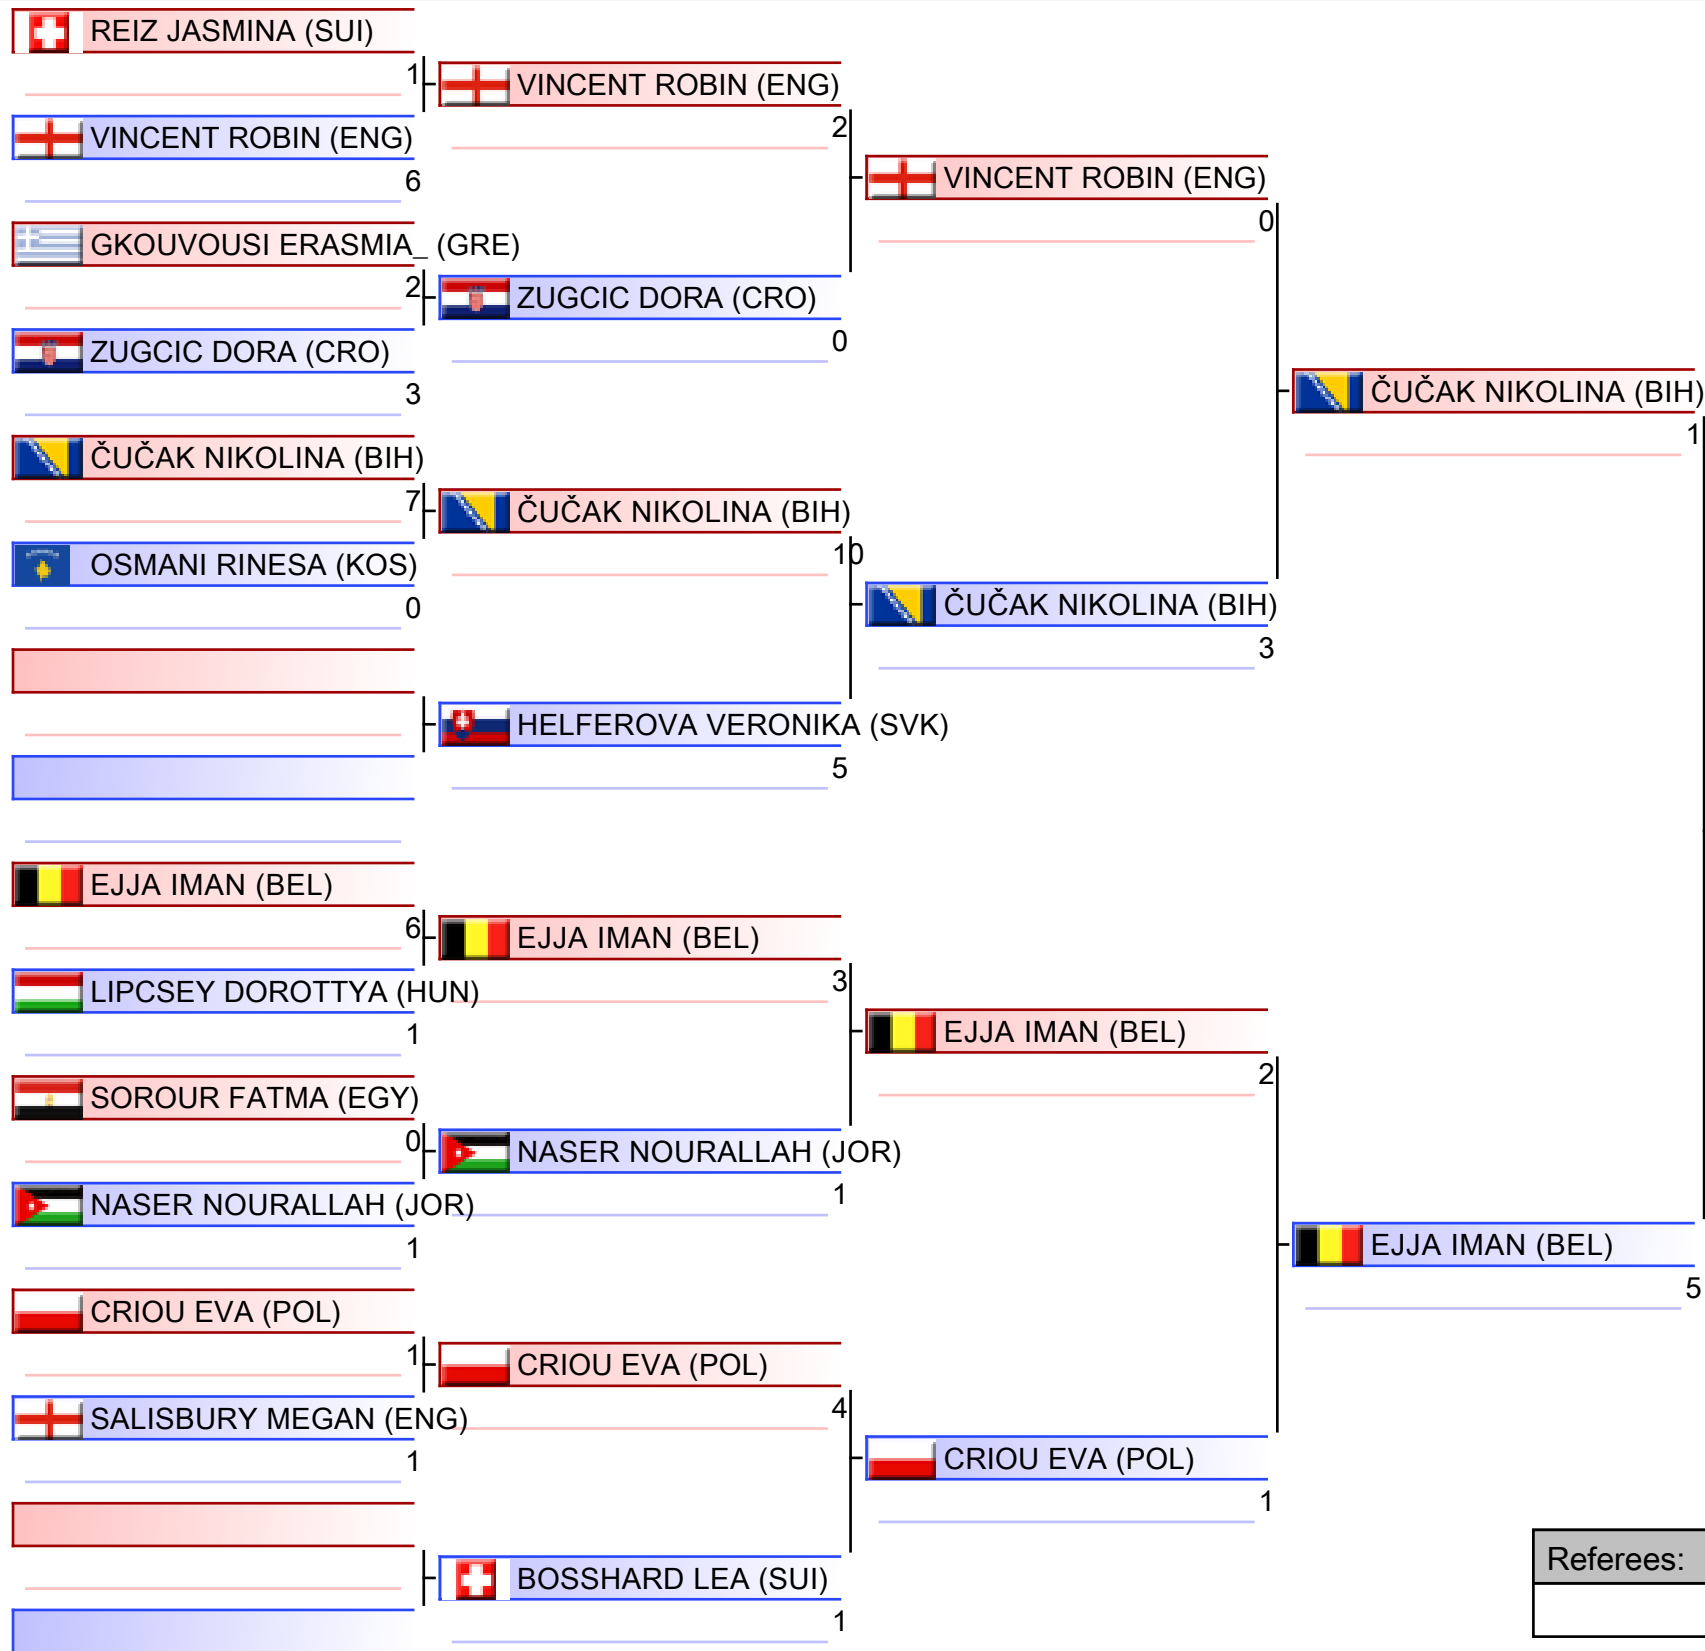 REIZ JASMINA (SUI)
1
VINCENT ROBIN (ENG)
6
GKOUVOUSI ERASMIA_ (GRE)
2
ZUGCIC DORA (CRO)
3
ČUČAK NIKOLINA (BIH)
7
OSMANI RINESA (KOS)
0
EJJA IMAN (BEL)
6
LIPCSEY DOROTTYA (HUN)
1
SOROUR FATMA (EGY)
0
NASER NOURALLAH (JOR)
1
CRIOU EVA (POL)
1
SALISBURY MEGAN (ENG)
1
VINCENT ROBIN (ENG)
2
ZUGCIC DORA (CRO)
0
ČUČAK NIKOLINA (BIH)
10
HELFEROVA VERONIKA (SVK)
5
EJJA IMAN (BEL)
3
NASER NOURALLAH (JOR)
1
CRIOU EVA (POL)
4
BOSSHARD LEA (SUI)
1
VINCENT ROBIN (ENG)
0
ČUČAK NIKOLINA (BIH)
3
EJJA IMAN (BEL)
2
CRIOU EVA (POL)
1
ČUČAK NIKOLINA (BIH)
1
EJJA IMAN (BEL)
5
Referees: